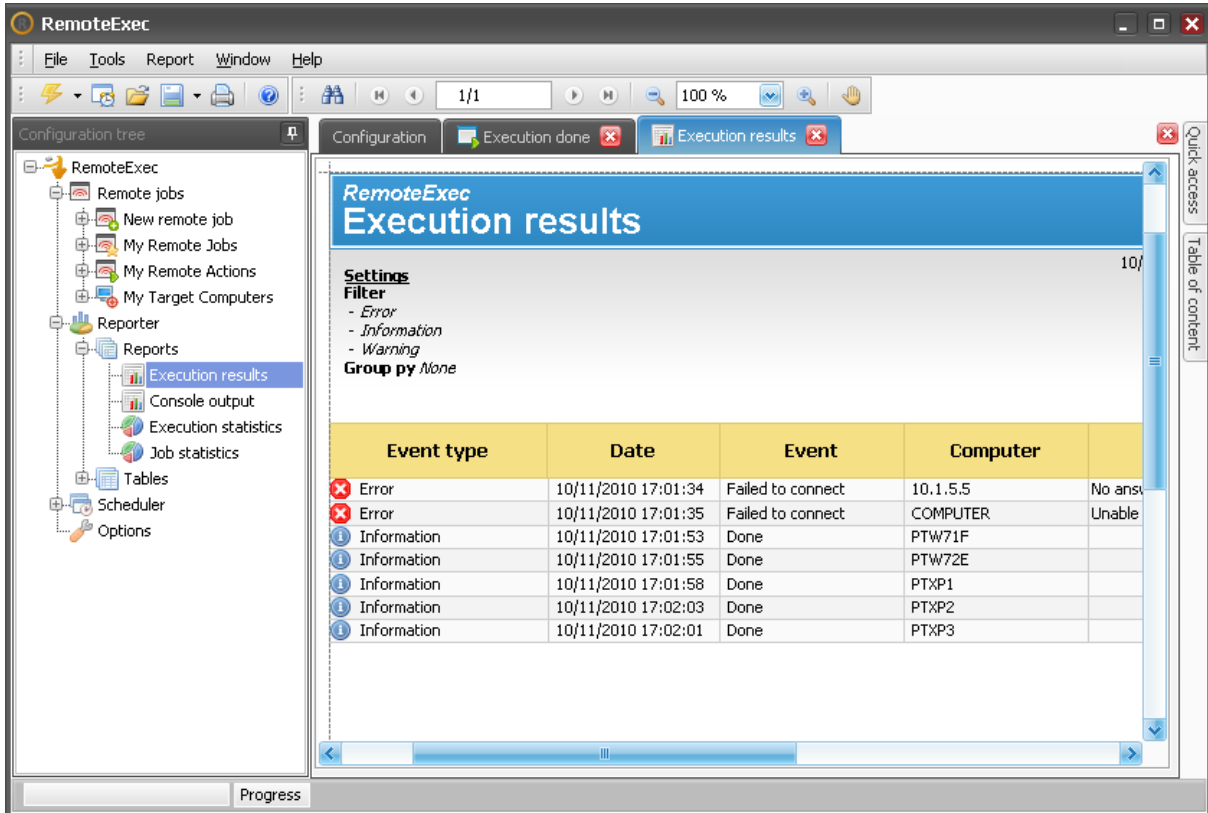 RemoteExec
File Tools Report Window Help
1/1 100 %
Configuration tree
RemoteExec
Remote jobs
New remote job
My Remote Jobs
My Remote Actions
My Target Computers
Reporter
Reports
Execution results
Console output
Execution statistics
Job statistics
Tables
Scheduler
Options
Configuration Execution done Execution results
RemoteExec
Execution results
10/
Settings
Filter
- Error
- Information
- Warning
Group py None
Event type Date Event Computer
Error 10/11/2010 17:01:34 Failed to connect 10.1.5.5 No answ
Error 10/11/2010 17:01:35 Failed to connect COMPUTER Unable
Information 10/11/2010 17:01:53 Done PTW71F
Information 10/11/2010 17:01:55 Done PTW72E
Information 10/11/2010 17:01:58 Done PTXP1
Information 10/11/2010 17:02:03 Done PTXP2
Information 10/11/2010 17:02:01 Done PTXP3
Quick access
Table of content
Progress